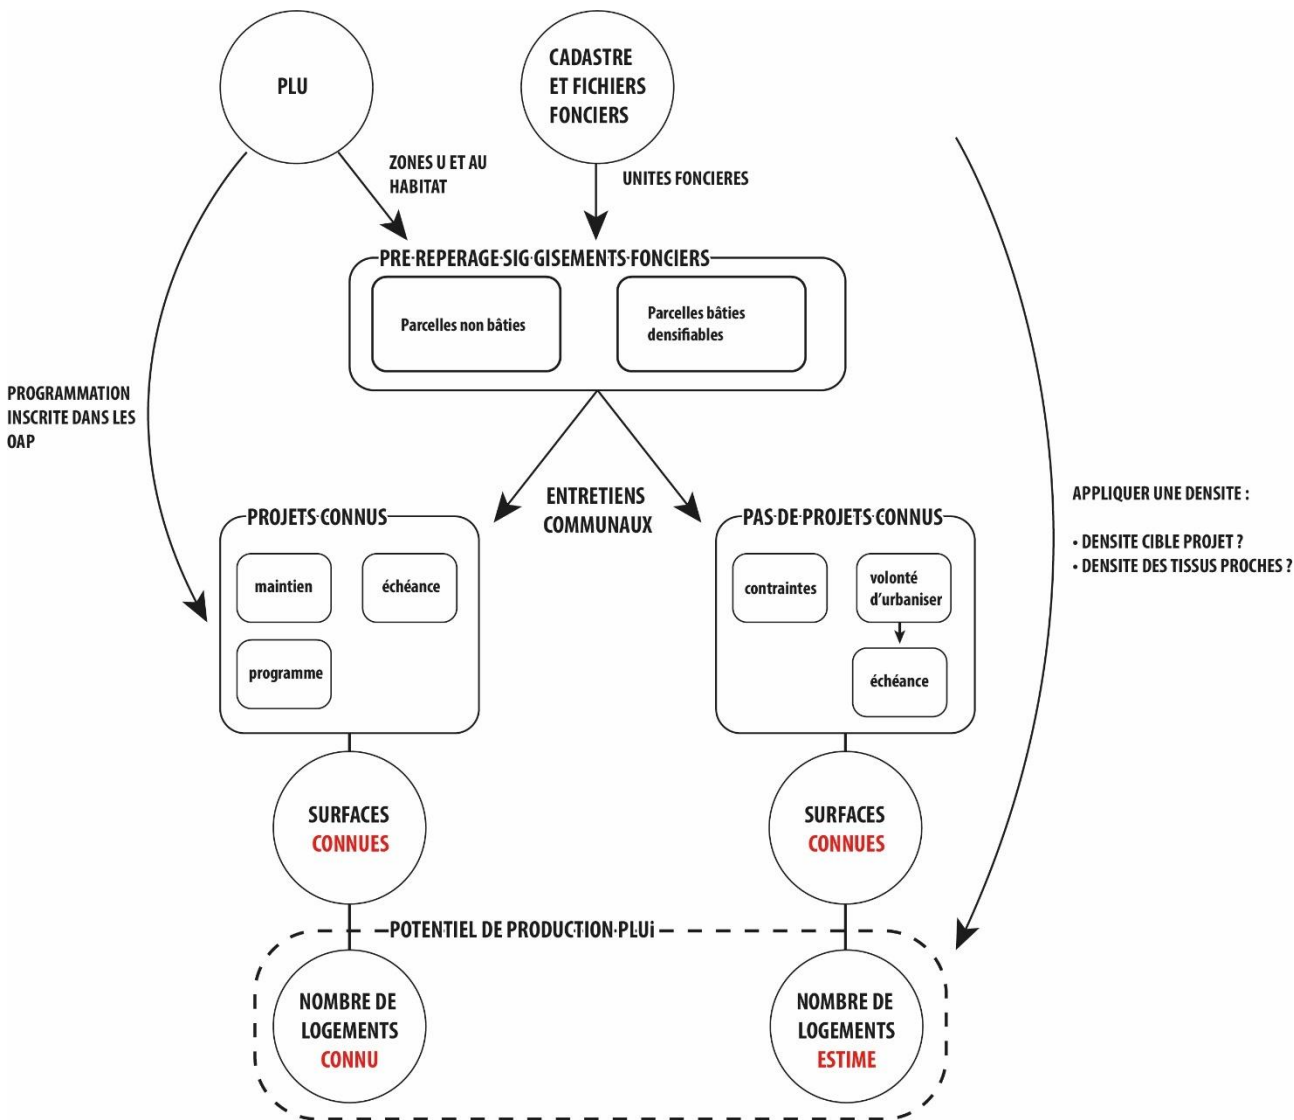 PLU
CADASTRE
ET FICHIERS
FONCIERS
ZONES U ET AU
HABITAT
UNITES FONCIERES
PRE REPERAGE SIG GISEMENTS FONCIERS
Parcelles non bâties
Parcelles bâties
densifiables
PROGRAMMATION
INSCRITE DANS LES
OAP
ENTRETIENS
COMMUNAUX
APPLIQUER UNE DENSITE :
• DENSITE CIBLE PROJET ?
• DENSITE DES TISSUS PROCHES ?
PROJETS CONNUS
maintien
échéance
programme
PAS DE PROJETS CONNUS
contraintes
volonté
d'urbaniser
échéance
SURFACES
CONNUES
SURFACES
CONNUES
POTENTIEL DE PRODUCTION PLUi
NOMBRE DE
LOGEMENTS
CONNU
NOMBRE DE
LOGEMENTS
ESTIME